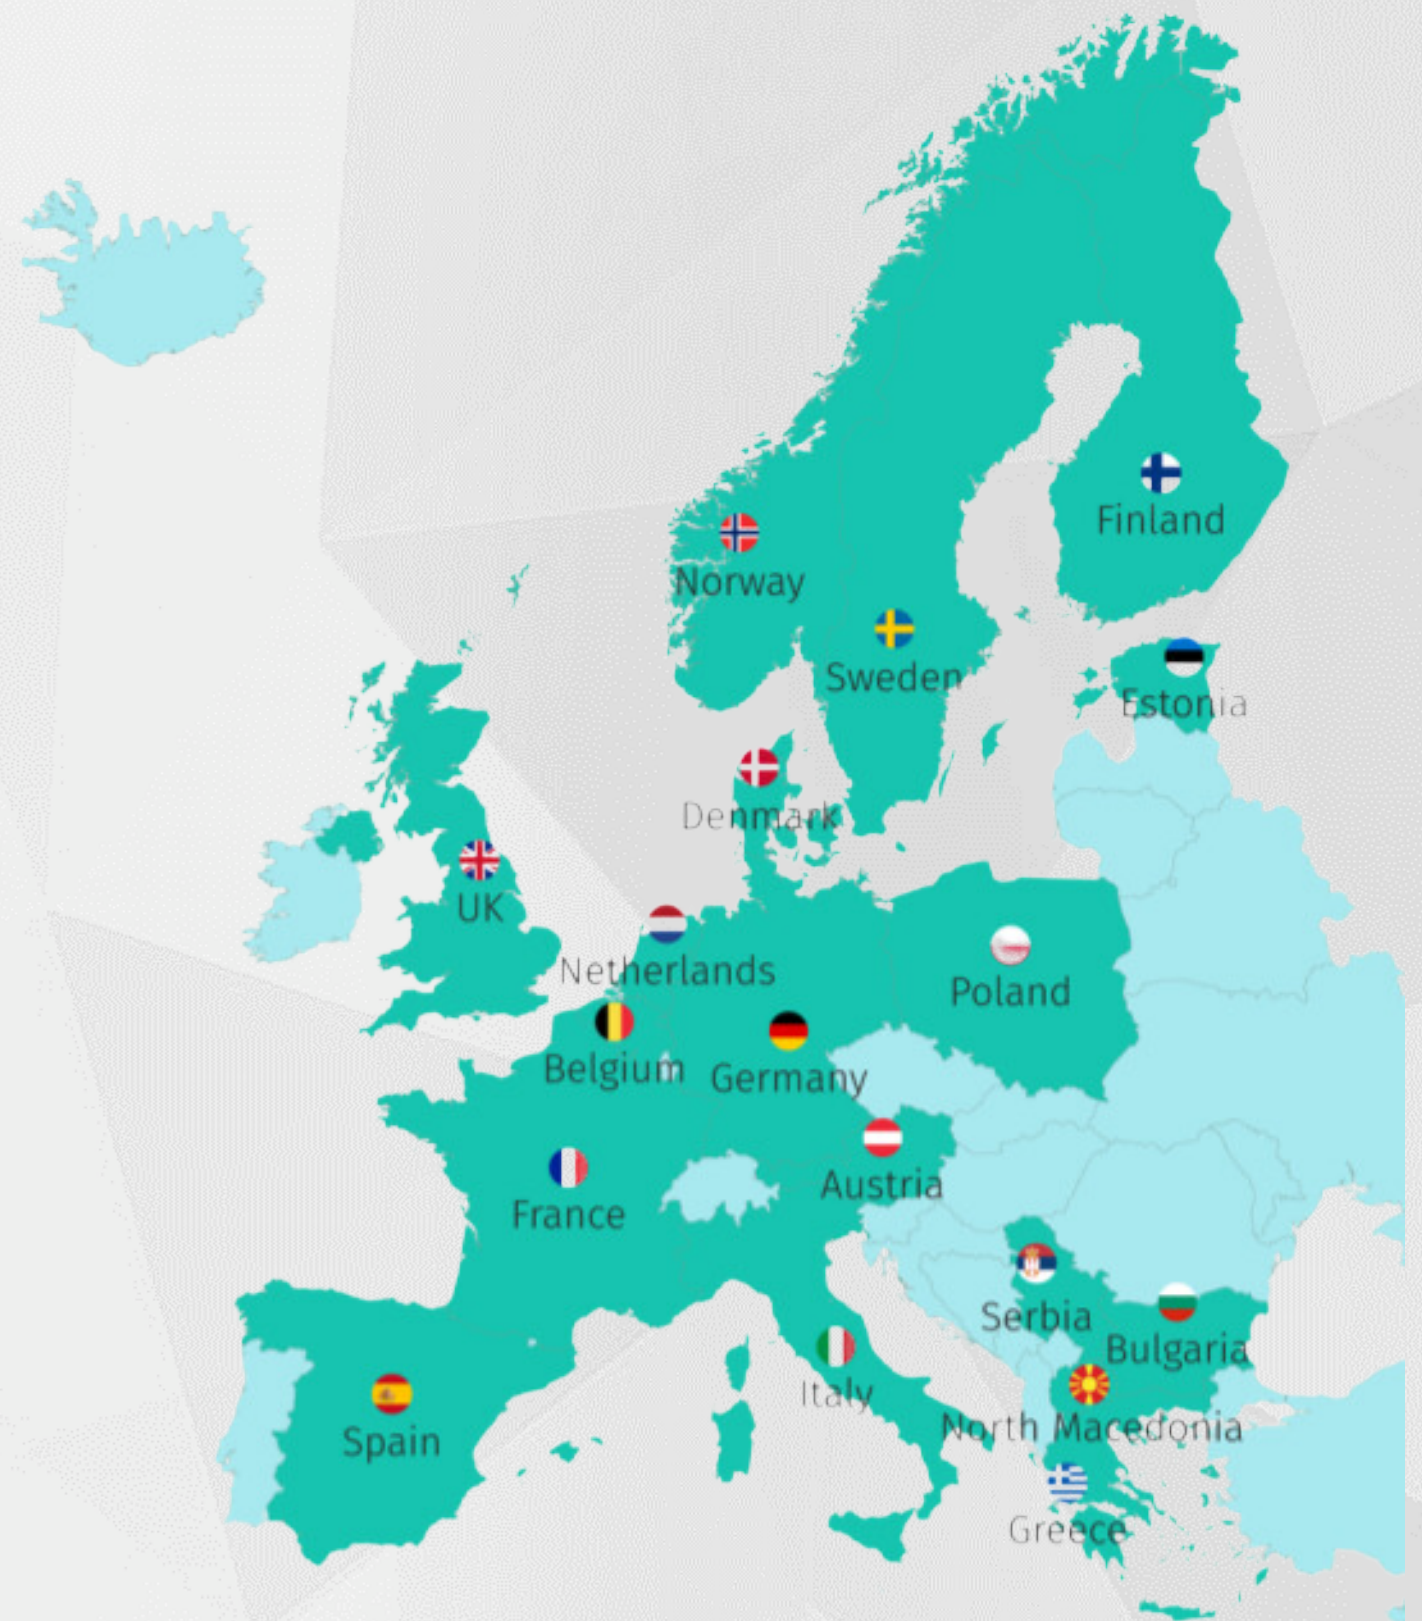 Finland
Norway
Sweden
Estonia
Denmark
UK
Netherlands
Poland
Belgium
Germany
Austria
France
Serbia
Bulgaria
Italy
North Macedonia
Spain
Greece